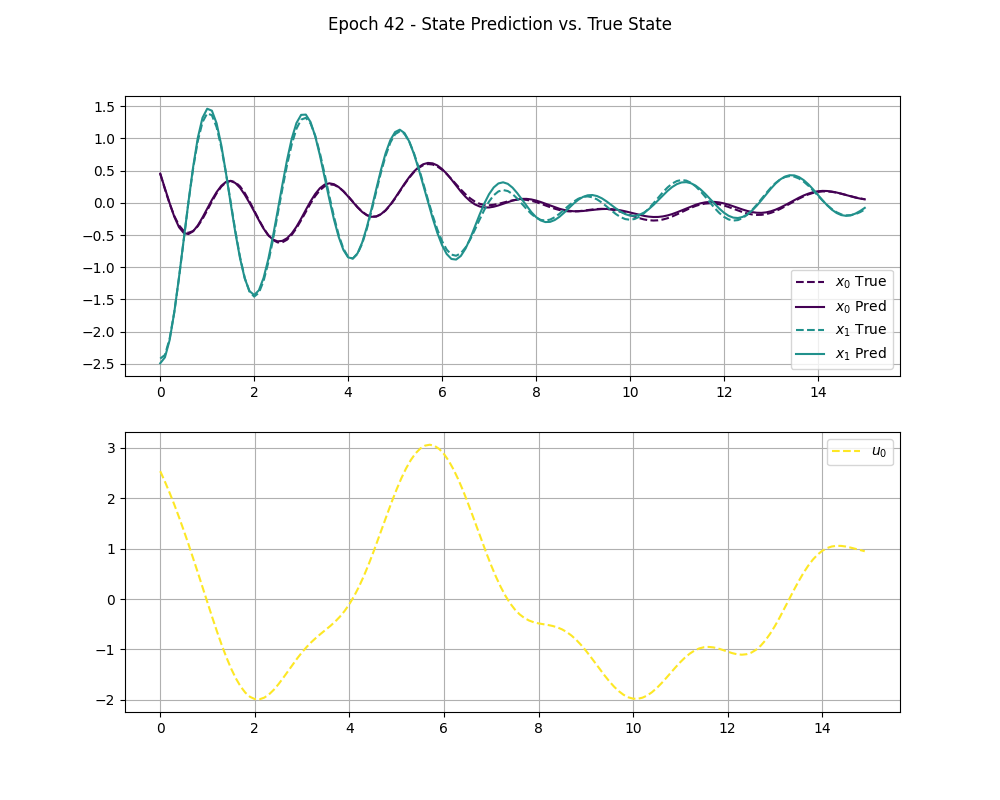 Epoch 42 - State Prediction vs. True State
1.5
1.0
0.5
0.0
−0.5
−1.0
−1.5
−2.0
−2.5
x₀ True
x₀ Pred
x₁ True
x₁ Pred
0 2 4 6 8 10 12 14
3
2
1
0
−1
−2
u₀
0 2 4 6 8 10 12 14